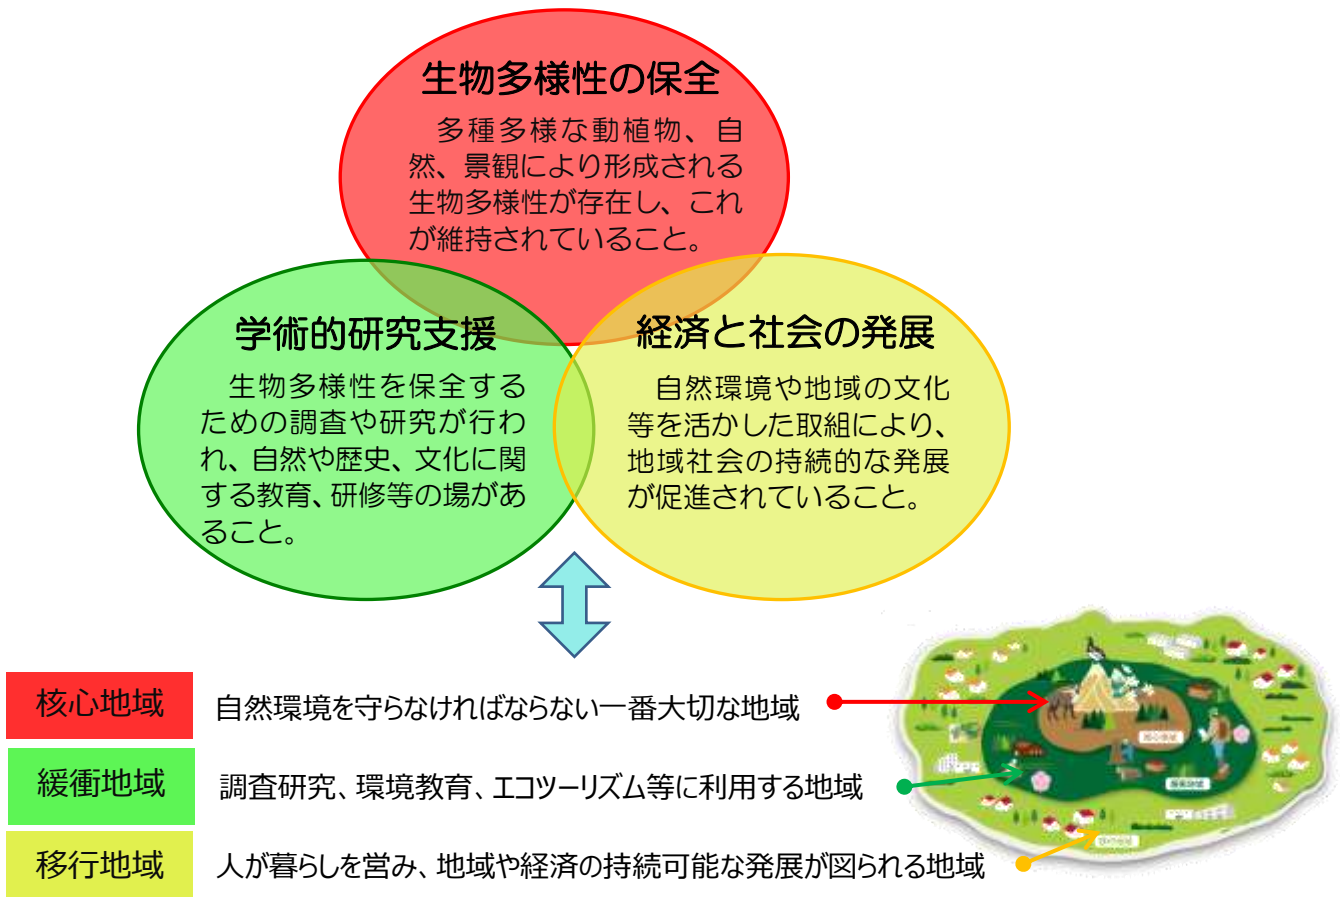 生物多様性の保全
多種多様な動植物、自
然、景観により形成される
生物多様性が存在し、これ
が維持されていること。
学術的研究支援
生物多様性を保全する
ための調査や研究が行わ
れ、自然や歴史、文化に関
する教育、研修等の場があ
ること。
経済と社会の発展
自然環境や地域の文化
等を活かした取組により、
地域社会の持続的な発展
が促進されていること。
核心地域
自然環境を守らなければならない一番大切な地域
緩衝地域
調査研究、環境教育、エコツーリズム等に利用する地域
移行地域
人が暮らしを営み、地域や経済の持続可能な発展が図られる地域
核心地域
緩衝地域
移行地域